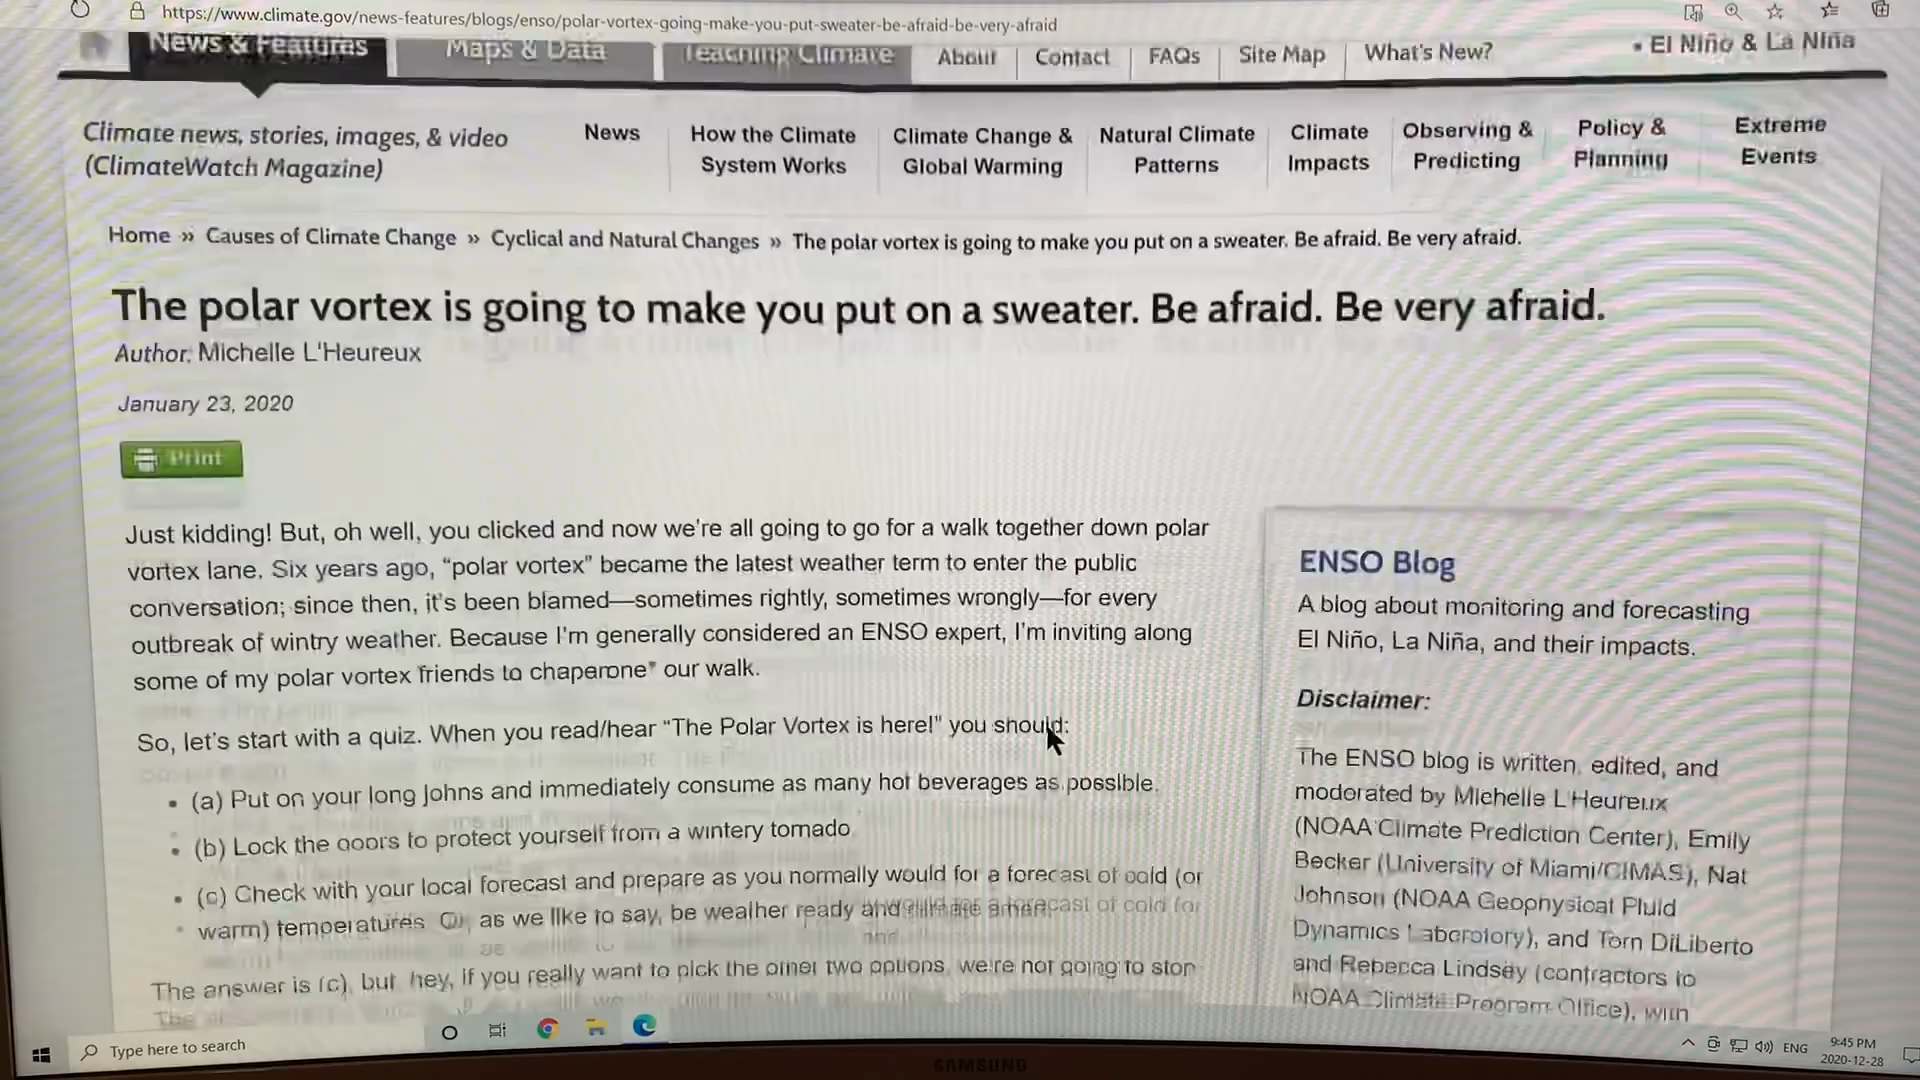 https://www.climate.gov/news-features/blogs/enso/polar-vortex-going-make-you-put-sweater-be-afraid-be-very-afraid
News & Features
Maps & Data
Teaching Climate
About
Contact
FAQs
Site Map
What's New?
• El Niño & La Niña
Climate news, stories, images, & video
(ClimateWatch Magazine)
News
How the Climate
System Works
Climate Change &
Global Warming
Natural Climate
Patterns
Climate
Impacts
Observing &
Predicting
Policy &
Planning
Extreme
Events
Home » Causes of Climate Change » Cyclical and Natural Changes » The polar vortex is going to make you put on a sweater. Be afraid. Be very afraid.
The polar vortex is going to make you put on a sweater. Be afraid. Be very afraid.
Author: Michelle L'Heureux
January 23, 2020
Print
Just kidding! But, oh well, you clicked and now we're all going to go for a walk together down polar
vortex lane. Six years ago, “polar vortex” became the latest weather term to enter the public
conversation; since then, it's been blamed—sometimes rightly, sometimes wrongly—for every
outbreak of wintry weather. Because I'm generally considered an ENSO expert, I'm inviting along
some of my polar vortex friends to chaperone* our walk.
So, let's start with a quiz. When you read/hear “The Polar Vortex is here!” you should:
• (a) Put on your long johns and immediately consume as many hot beverages as possible.
• (b) Lock the doors to protect yourself from a wintery tornado
• (c) Check with your local forecast and prepare as you normally would for a forecast of cold (or
warm) temperatures. Or, as we like to say, be weather ready and
The answer is (c), but hey, if you really want to pick the other two options, we're not going to stop
ENSO Blog
A blog about monitoring and forecasting
El Niño, La Niña, and their impacts.
Disclaimer:
The ENSO blog is written, edited, and
moderated by Michelle L'Heureux
(NOAA Climate Prediction Center), Emily
Becker (University of Miami/CIMAS), Nat
Johnson (NOAA Geophysical Fluid
Dynamics Laboratory), and Tom DiLiberto
and Rebecca Lindsey (contractors to
NOAA Climate Program Office), with
Type here to search
ENG
9:45 PM
2020-12-28
SAMSUNG